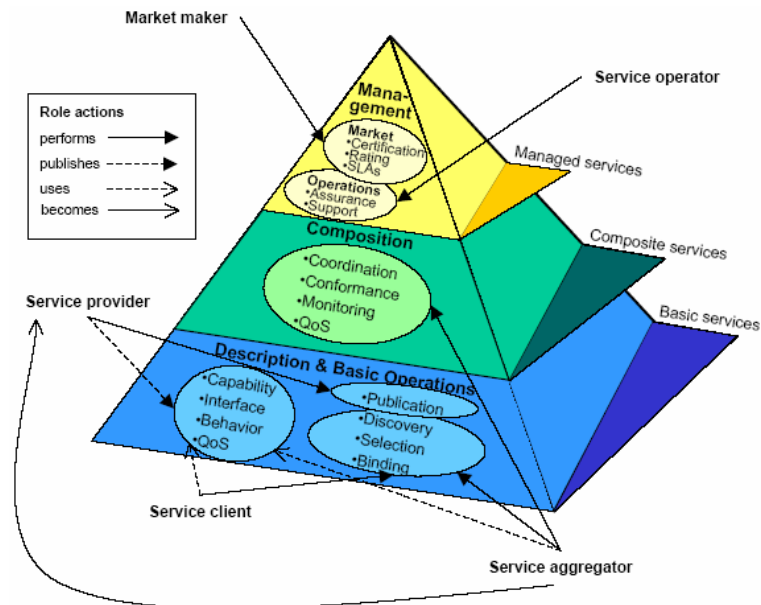 Market maker
Service operator
Role actions
performs
publishes
uses
becomes
Mana-
gement
Market
•Certification
•Rating
•SLAs
Operations
•Assurance
•Support
Managed services
Composition
•Coordination
•Conformance
•Monitoring
•QoS
Composite services
Service provider
Basic services
Description & Basic Operations
•Capability
•Interface
•Behavior
•QoS
•Publication
•Discovery
•Selection
•Binding
Service client
Service aggregator